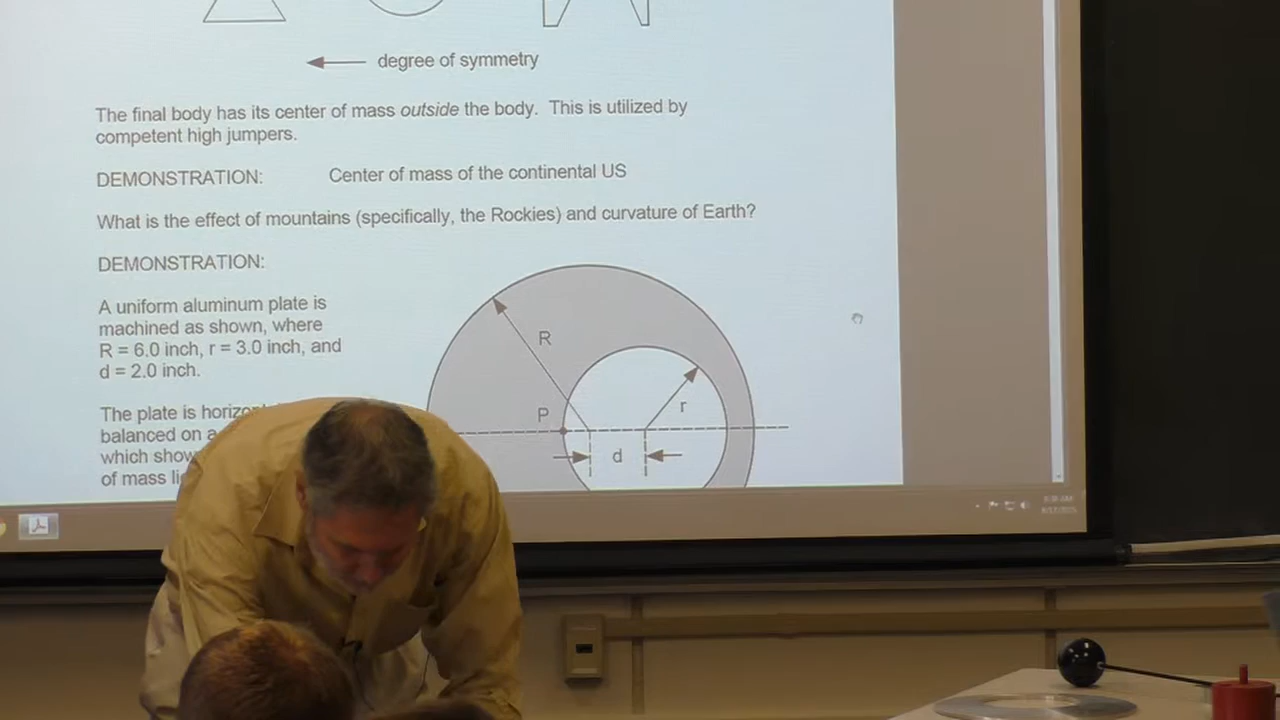 degree of symmetry
The final body has its center of mass outside the body. This is utilized by
competent high jumpers.
DEMONSTRATION: Center of mass of the continental US
What is the effect of mountains (specifically, the Rockies) and curvature of Earth?
DEMONSTRATION:
A uniform aluminum plate is
machined as shown, where
R = 6.0 inch, r = 3.0 inch, and
d = 2.0 inch.
The plate is
balanced on a
which
of mass
R
P
r
d